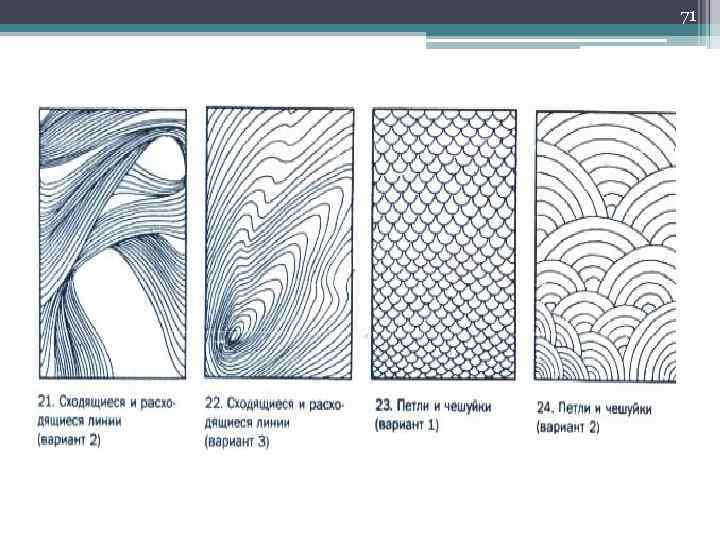 71
21. Сходящиеся и расхо-
дящиеся линии
(вариант 2)
22. Сходящиеся и расхо-
дящиеся линии
(вариант 3)
23. Петли и чешуйки
(вариант 1)
24. Петли и чешуйки
(вариант 2)